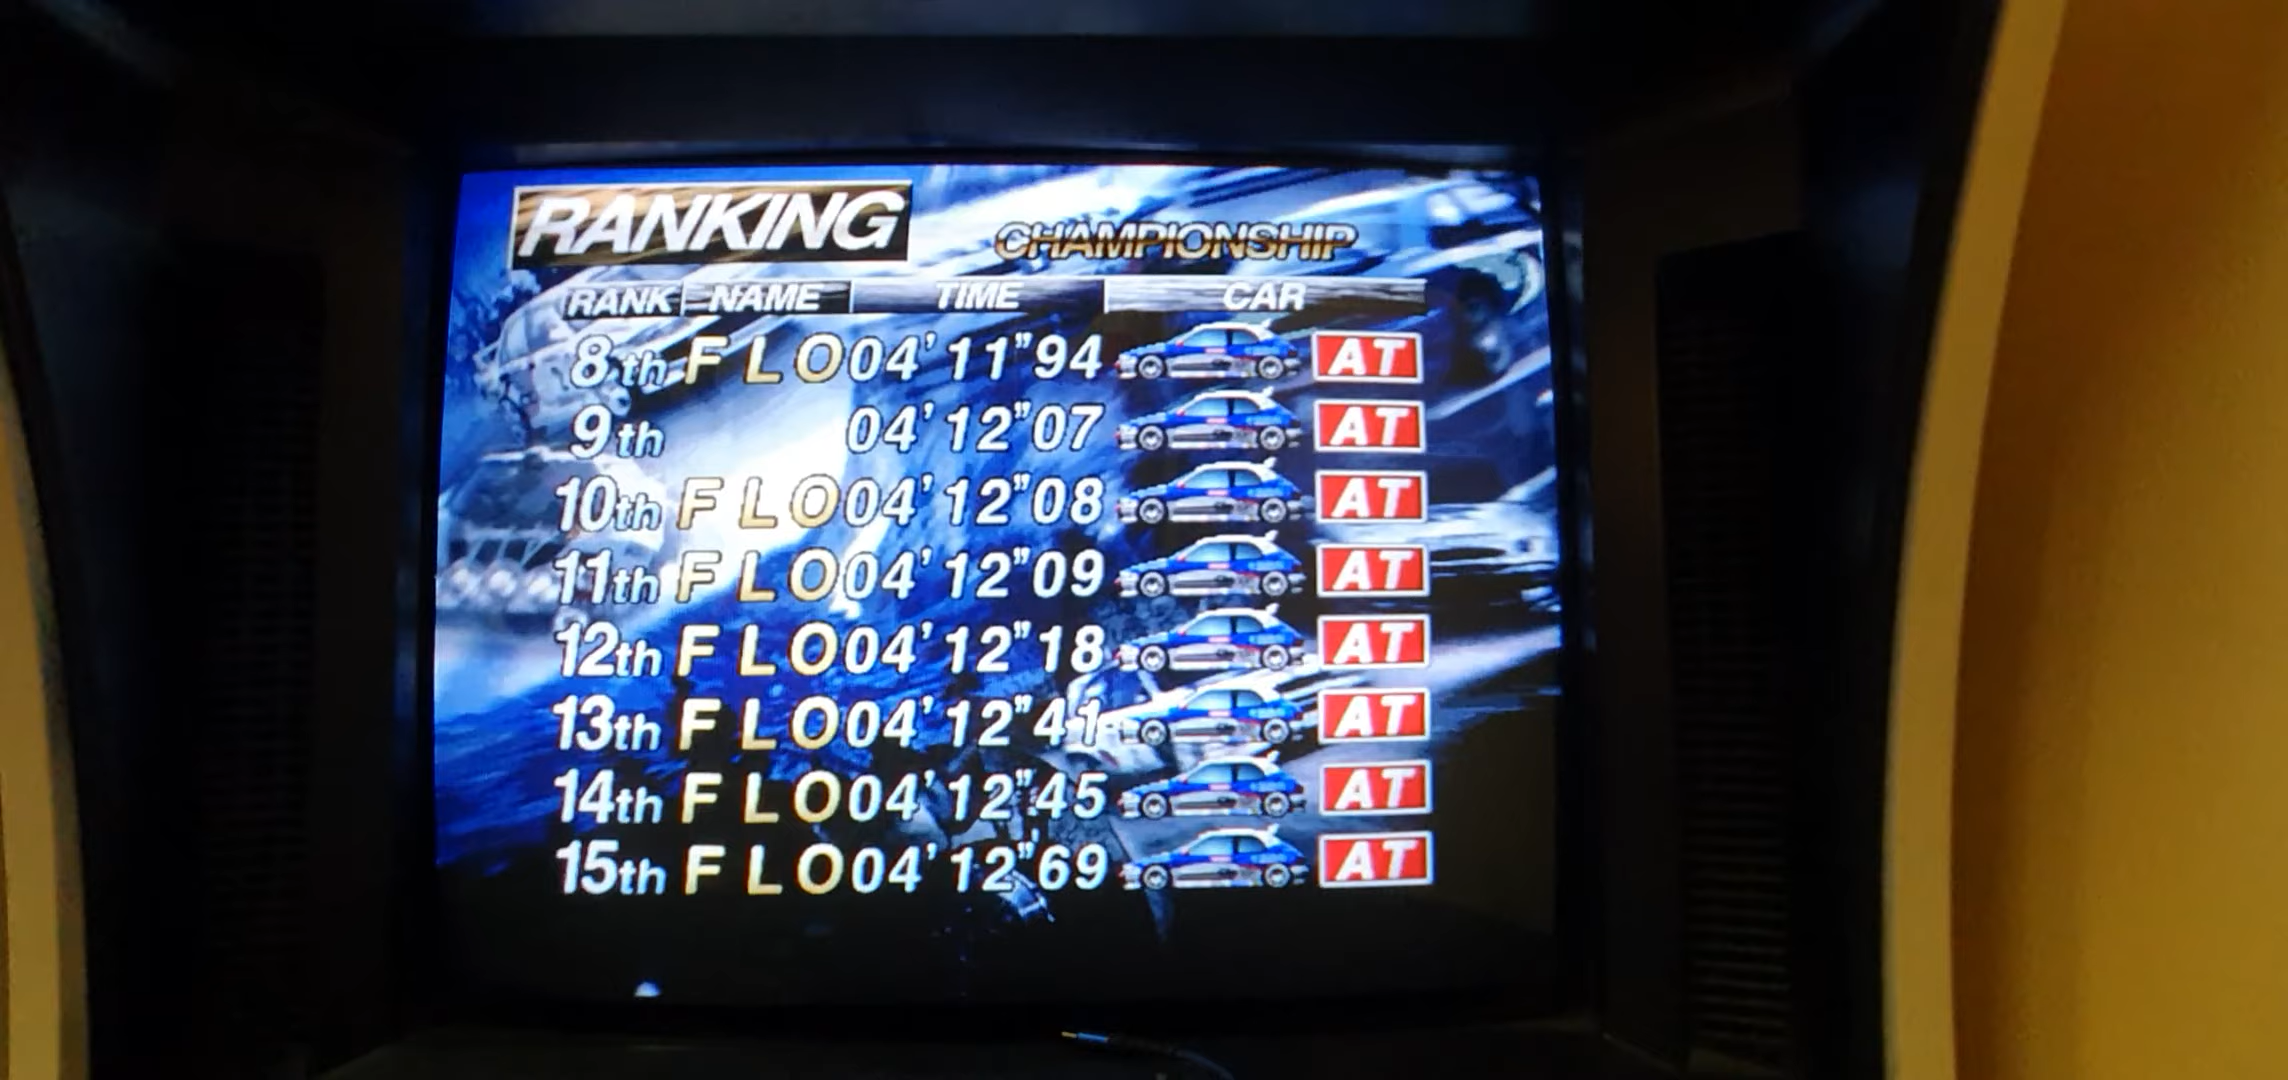 RANKING
CHAMPIONSHIP
RANK NAME TIME CAR
8th F L O 04'11"94 AT
9th 04'12"07 AT
10th F L O 04'12"08 AT
11th F L O 04'12"09 AT
12th F L O 04'12"18 AT
13th F L O 04'12"41 AT
14th F L O 04'12"45 AT
15th F L O 04'12"69 AT